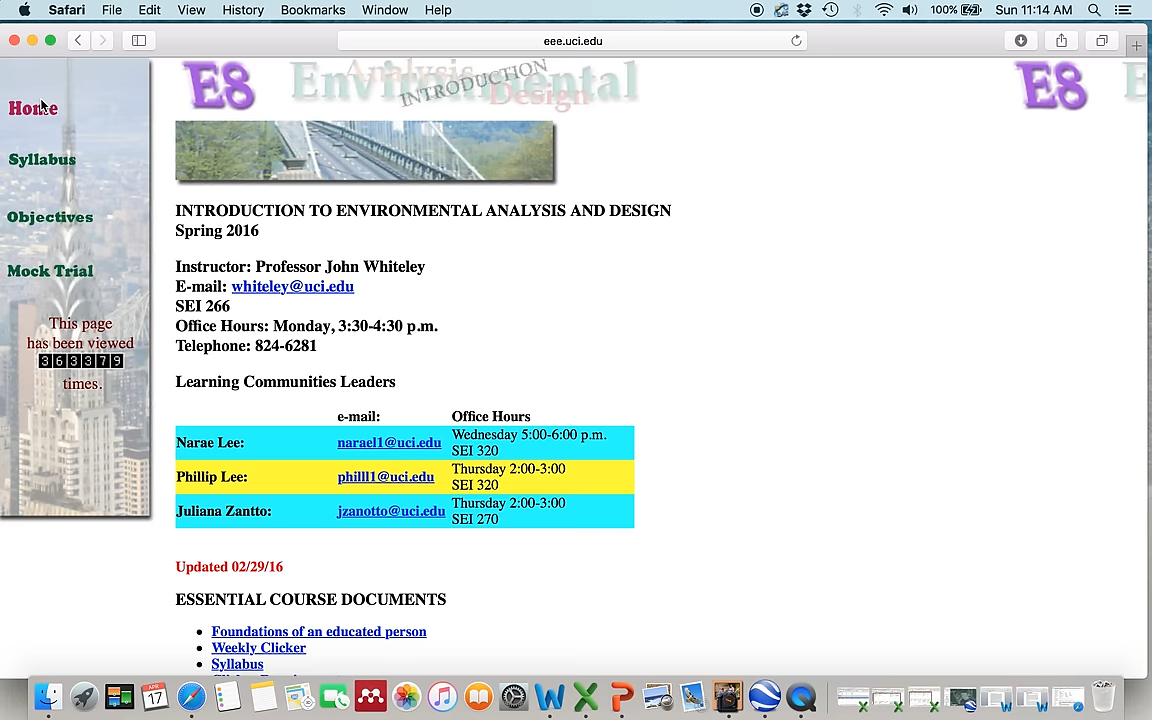 Safari File Edit View History Bookmarks Window Help 100% Sun 11:14 AM
eee.uci.edu
E8 Environmental Analysis INTRODUCTION Design E8 E
Home
Syllabus
Objectives
Mock Trial
This page
has been viewed
363379
times.
INTRODUCTION TO ENVIRONMENTAL ANALYSIS AND DESIGN
Spring 2016
Instructor: Professor John Whiteley
E-mail: whiteley@uci.edu
SEI 266
Office Hours: Monday, 3:30-4:30 p.m.
Telephone: 824-6281
Learning Communities Leaders
e-mail: Office Hours
Narae Lee: narael1@uci.edu Wednesday 5:00-6:00 p.m.
SEI 320
Phillip Lee: philll1@uci.edu Thursday 2:00-3:00
SEI 320
Juliana Zantto: jzanotto@uci.edu Thursday 2:00-3:00
SEI 270
Updated 02/29/16
ESSENTIAL COURSE DOCUMENTS
• Foundations of an educated person
• Weekly Clicker
• Syllabus
APR
17